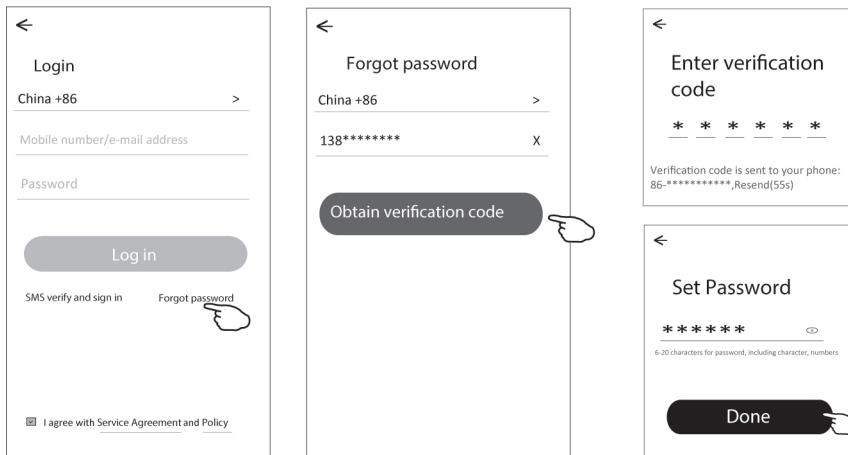 Login
China +86 >
Mobile number/e-mail address
Password
Log in
SMS verify and sign in Forgot password
I agree with Service Agreement and Policy
Forgot password
China +86 >
138******** X
Obtain verification code
Enter verification
code
* * * * * *
Verification code is sent to your phone:
86-***********,Resend(55s)
Set Password
******
6-20 characters for password, including character, numbers
Done